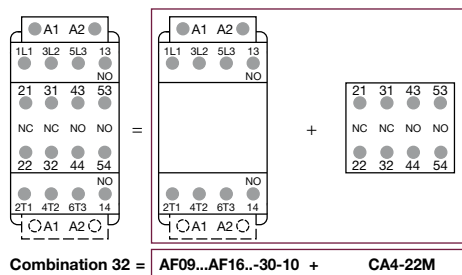 A1 A2 A1 A2
1L1 3L2 5L3 13 1L1 3L2 5L3 13
NO NO
21 31 43 53 21 31 43 53
NC NC NO NO = + NC NC NO NO
22 32 44 54 22 32 44 54
NO NO
2T1 4T2 6T3 14 2T1 4T2 6T3 14
A1 A2 A1 A2
Combination 32 = AF09...AF16..-30-10 + CA4-22M